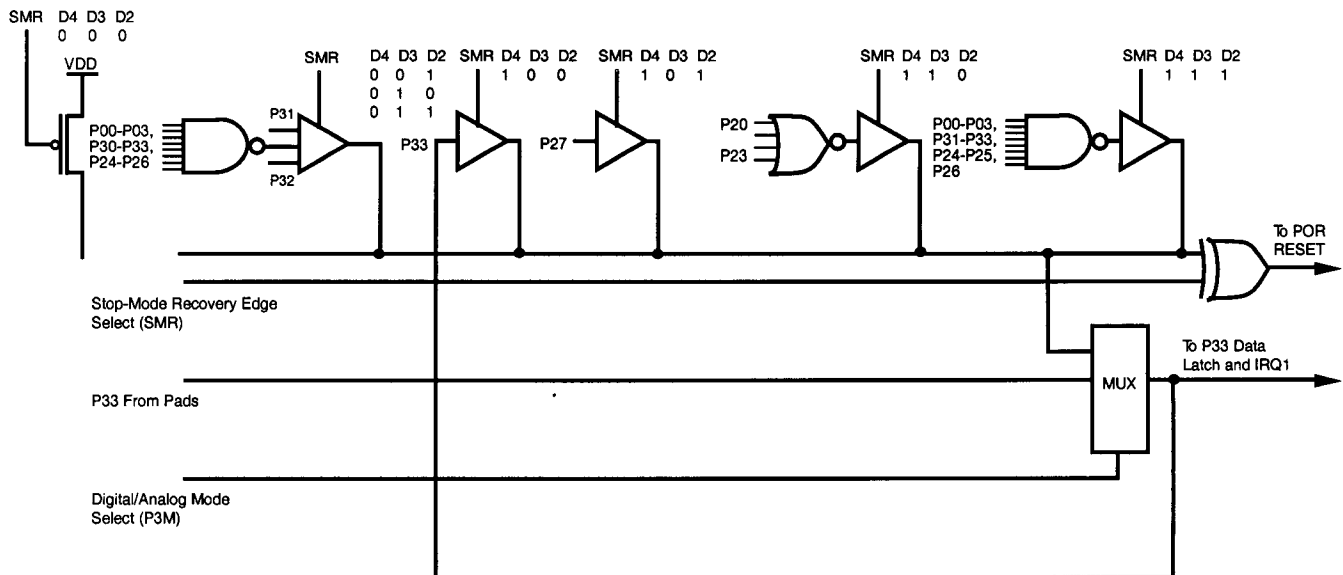 SMR D4 D3 D2
0 0 0
VDD
P00-P03,
P30-P33,
P24-P26
P31
P32
SMR
D4 D3 D2
0 0 1
0 1 0
0 1 1
SMR D4 D3 D2
1 0 0
P33
SMR D4 D3 D2
1 0 1
P27
SMR D4 D3 D2
1 1 0
P20
P23
SMR D4 D3 D2
1 1 1
P00-P03,
P31-P33,
P24-P25,
P26
To POR
RESET
Stop-Mode Recovery Edge
Select (SMR)
MUX
To P33 Data
Latch and IRQ1
P33 From Pads
Digital/Analog Mode
Select (P3M)